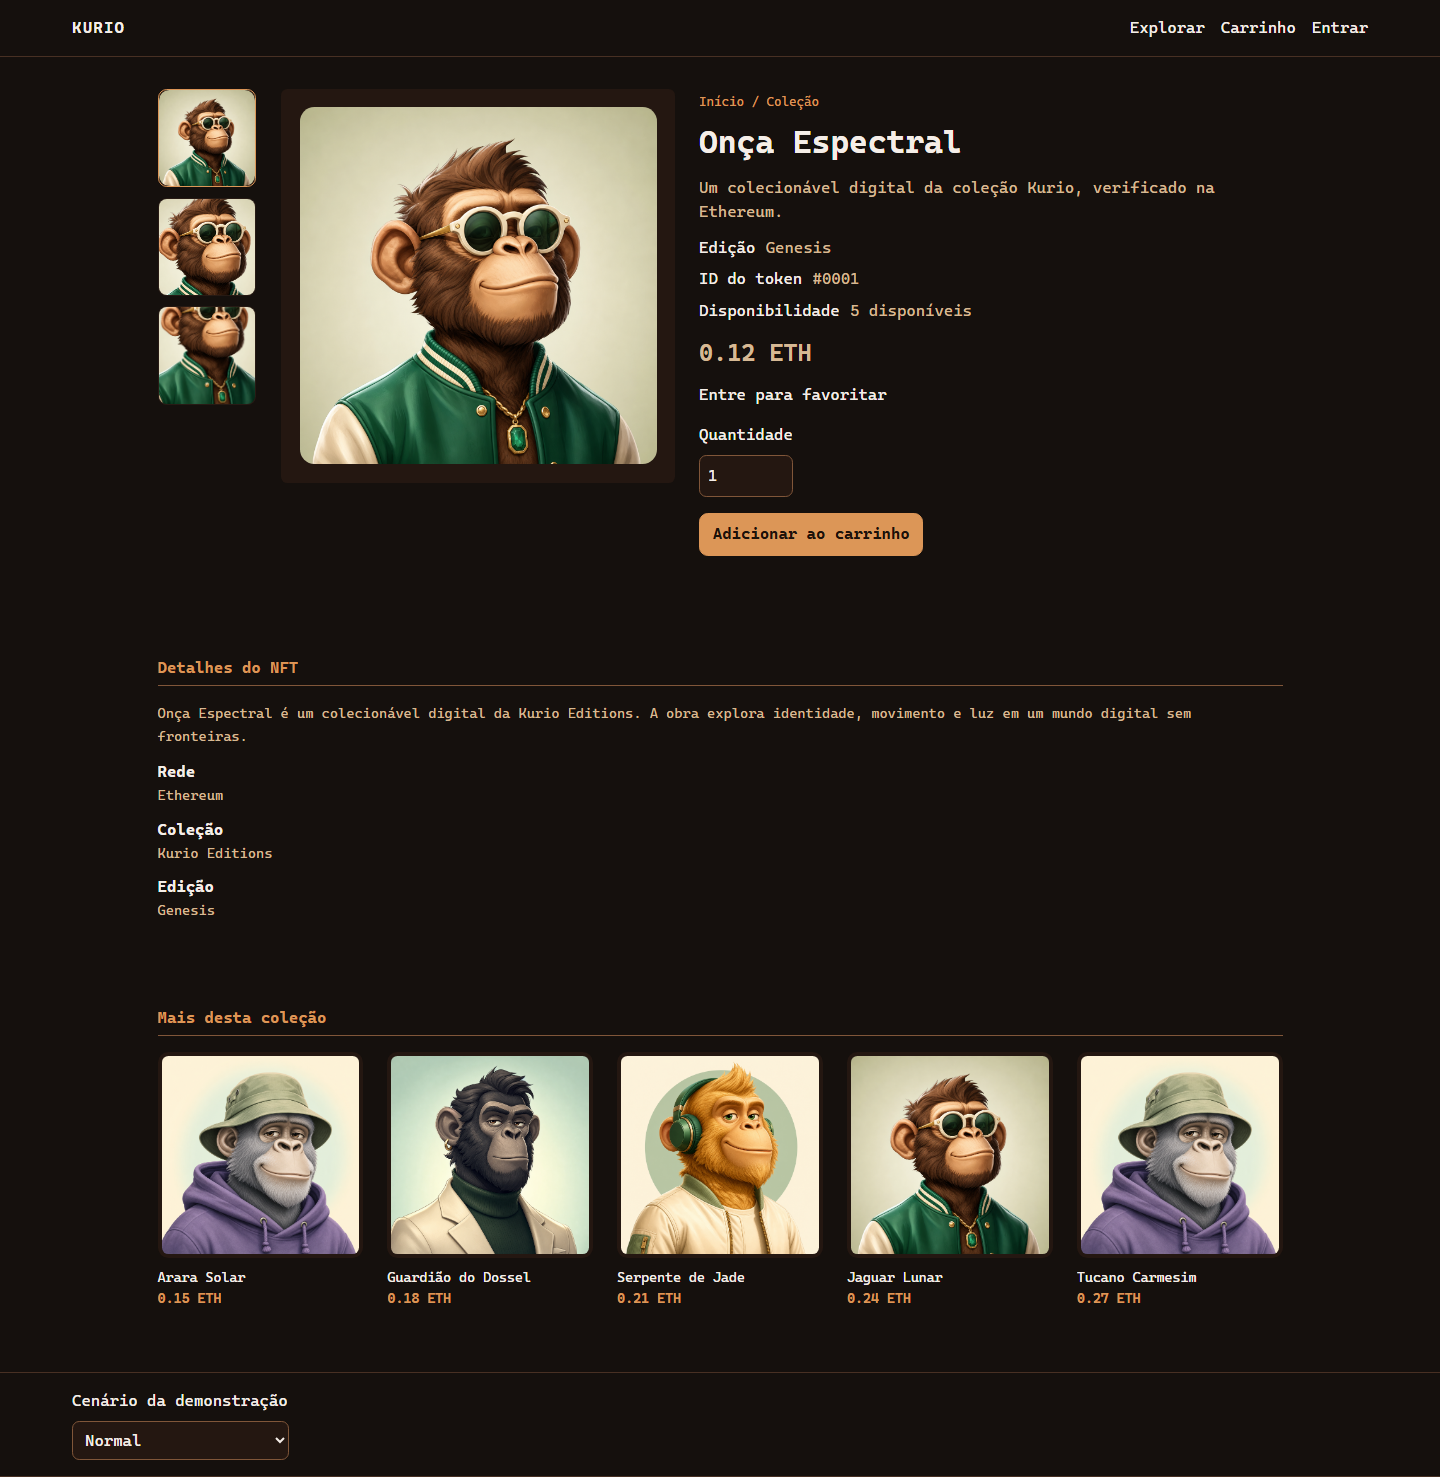 KURIO
Explorar Carrinho Entrar
Início / Coleção
Onça Espectral
Um colecionável digital da coleção Kurio, verificado na
Ethereum.
Edição Genesis
ID do token #0001
Disponibilidade 5 disponíveis
0.12 ETH
Entre para favoritar
Quantidade
1
Adicionar ao carrinho
Detalhes do NFT
Onça Espectral é um colecionável digital da Kurio Editions. A obra explora identidade, movimento e luz em um mundo digital sem
fronteiras.
Rede
Ethereum
Coleção
Kurio Editions
Edição
Genesis
Mais desta coleção
Arara Solar
0.15 ETH
Guardião do Dossel
0.18 ETH
Serpente de Jade
0.21 ETH
Jaguar Lunar
0.24 ETH
Tucano Carmesim
0.27 ETH
Cenário da demonstração
Normal